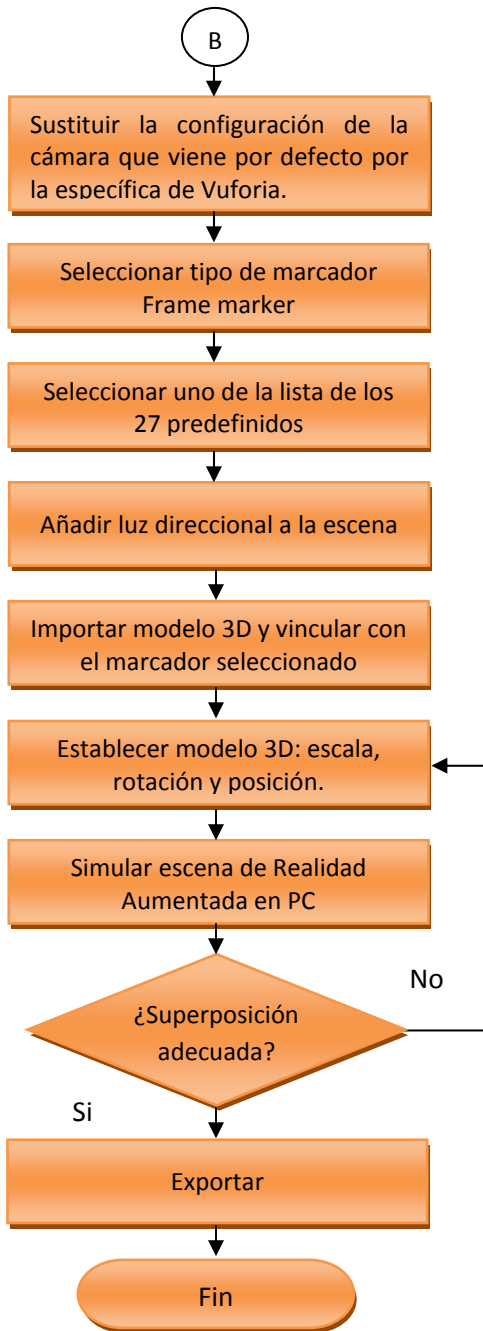 B
Sustituir la configuración de la
cámara que viene por defecto por
la específica de Vuforia.
Seleccionar tipo de marcador
Frame marker
Seleccionar uno de la lista de los
27 predefinidos
Añadir luz direccional a la escena
Importar modelo 3D y vincular con
el marcador seleccionado
Establecer modelo 3D: escala,
rotación y posición.
Simular escena de Realidad
Aumentada en PC
¿Superposición
adecuada?
No
Si
Exportar
Fin